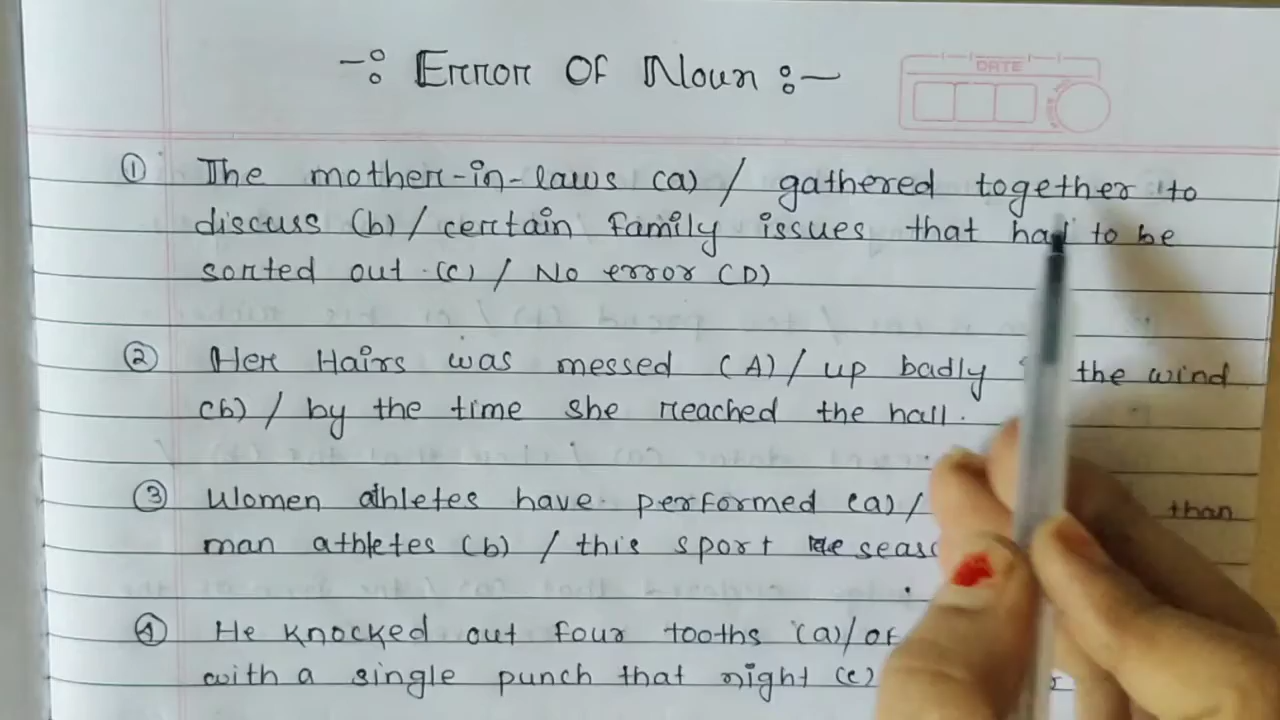 -: Error Of Noun :-
DATE
① The mother-in-laws (a) / gathered together to
discuss (b) / certain family issues that had to be
sorted out (c) / No error (D)
② Her Hairs was messed (A) / up badly the wind
(b) / by the time she reached the hall.
③ Women athletes have performed (a) / than
man athletes (b) / this sport
④ He knocked out four tooths (a) / of
with a single punch that night (c)